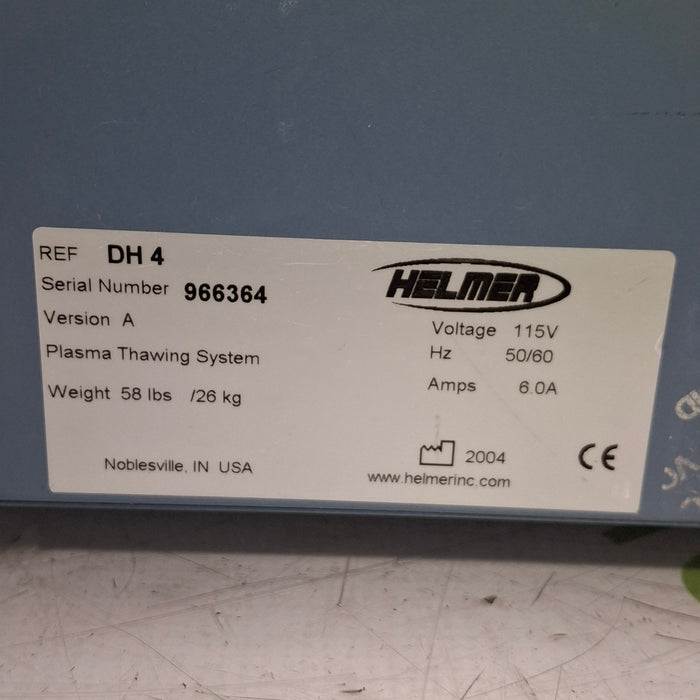 REF DH 4
Serial Number 966364
Version A
Plasma Thawing System
Weight 58 lbs /26 kg
Noblesville, IN USA
HELMER
Voltage 115V
Hz 50/60
Amps 6.0A
2004
CE
www.helmerinc.com